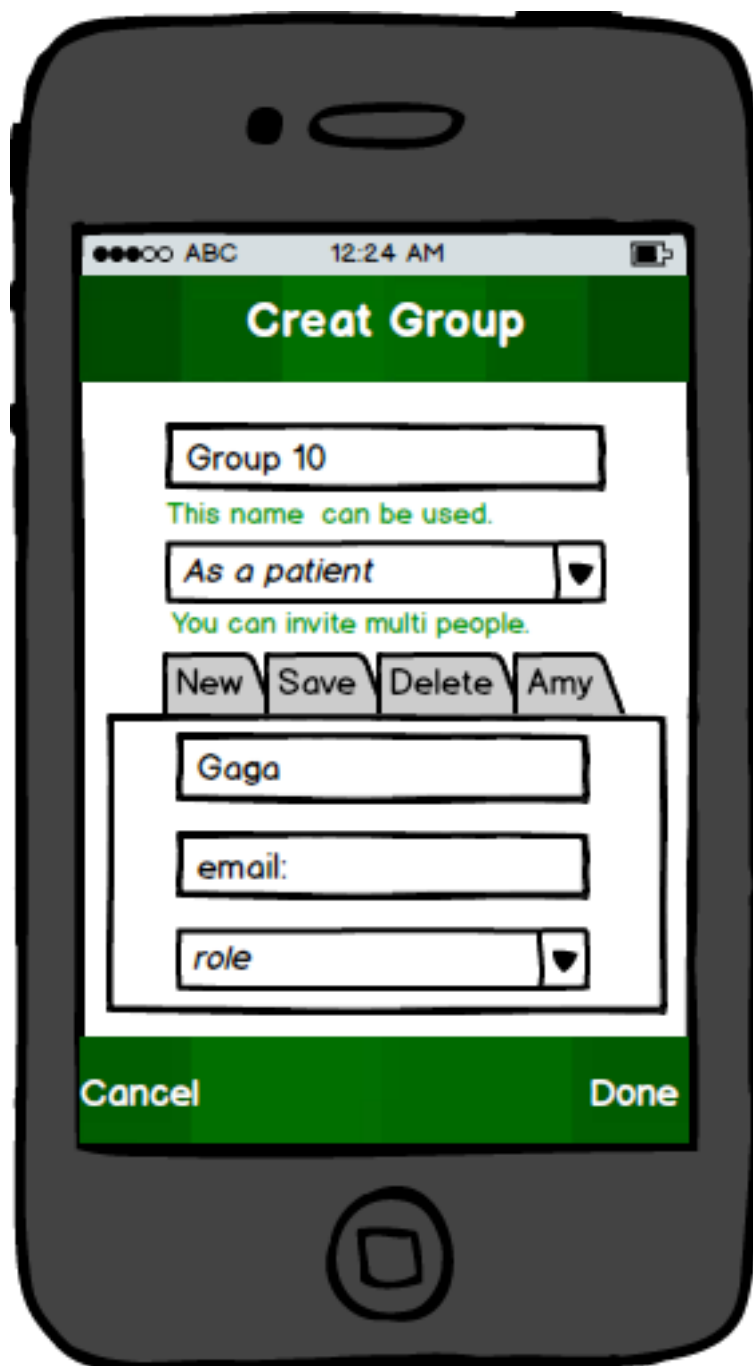 ABC 12:24 AM
Creat Group
Group 10
This name can be used.
As a patient
You can invite multi people.
New Save Delete Amy
Gaga
email:
role
Cancel Done